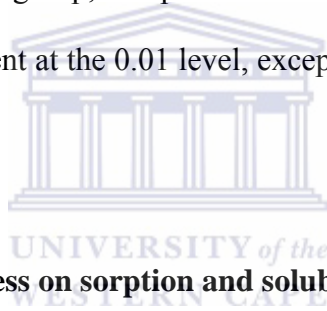 ent at the 0.01 level, excep
UNIVERSITY of the
ess on sorption and solub
WESTERN CAPE